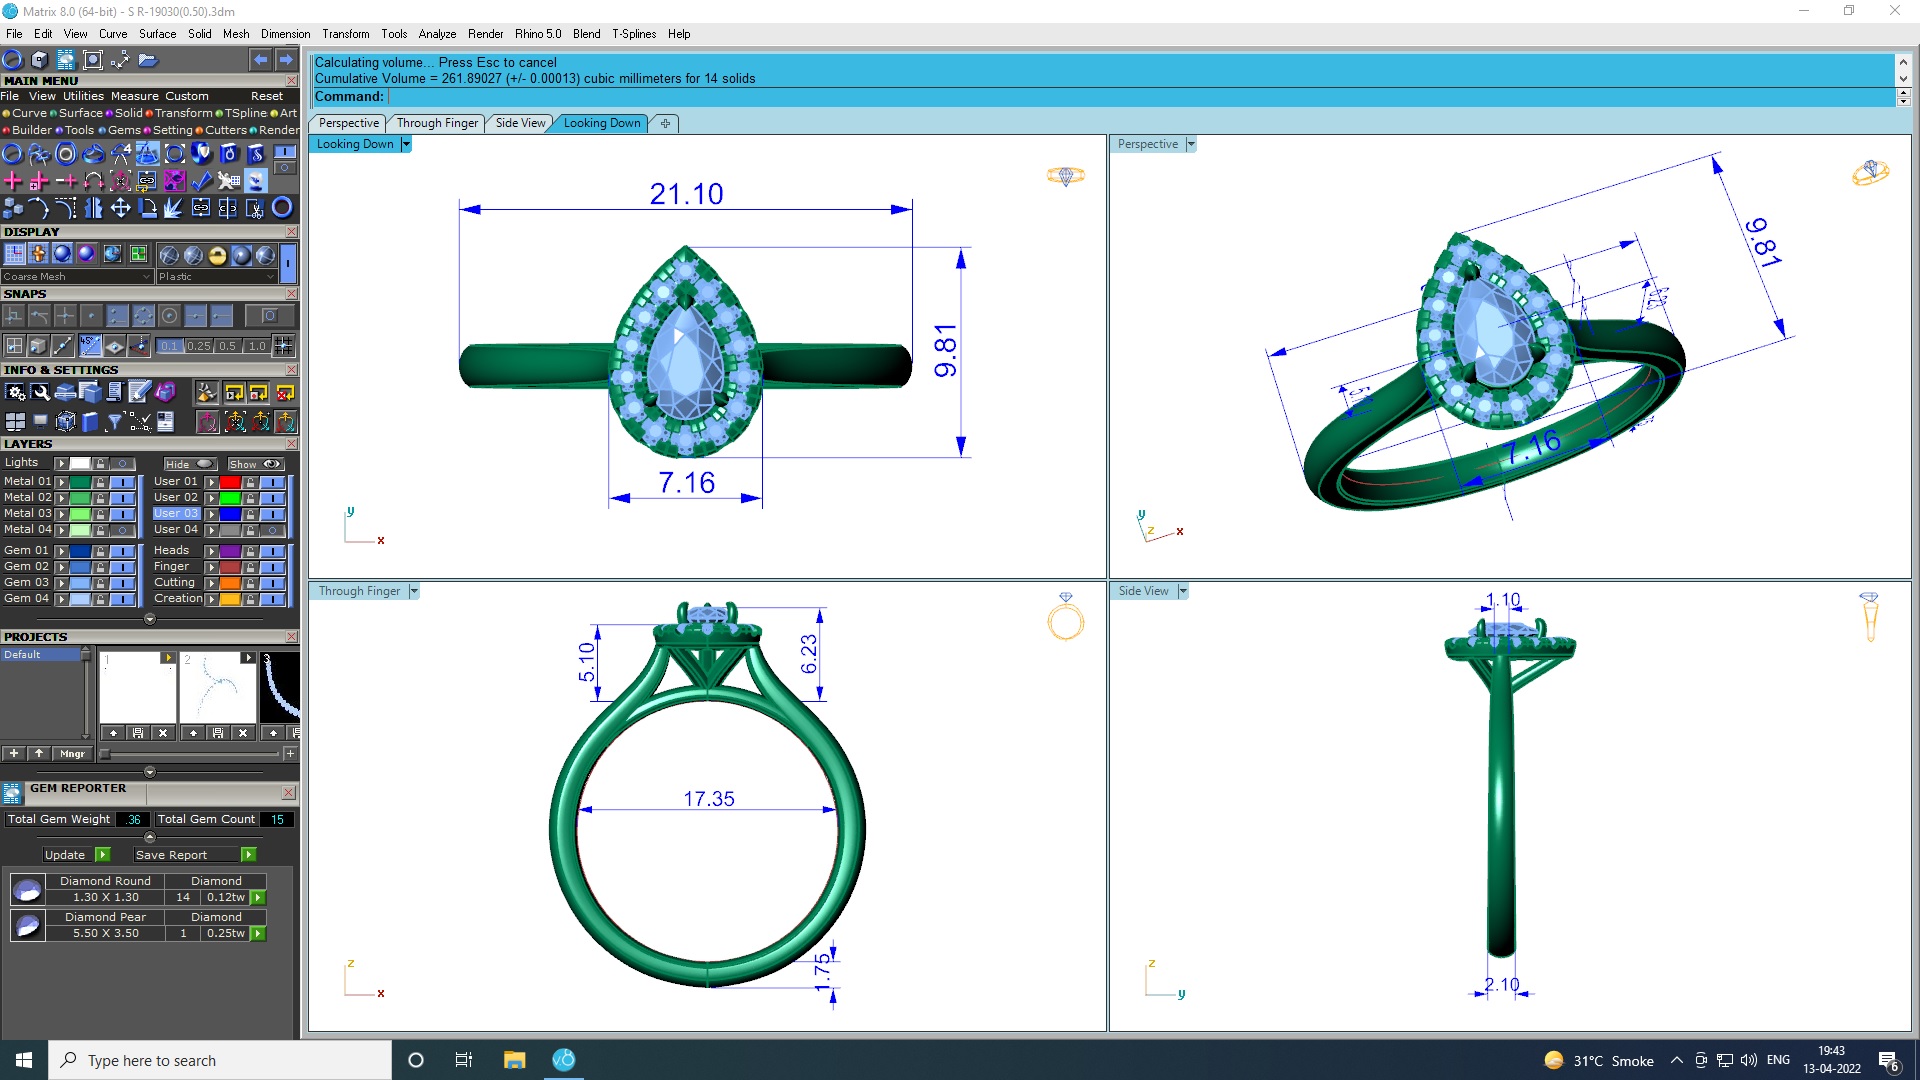 Matrix 8.0 (64-bit) - S R-19030(0.50).3dm
File Edit View Curve Surface Solid Mesh Dimension Transform Tools Analyze Render Rhino 5.0 Blend T-Splines Help
Calculating volume... Press Esc to cancel
Cumulative Volume = 261.89027 (+/- 0.00013) cubic millimeters for 14 solids
Command:
Perspective Through Finger Side View Looking Down
MAIN MENU
File View Utilities Measure Custom Reset
Curve Surface Solid Transform TSpline Art
Builder Tools Gems Setting Cutters Render
DISPLAY
Coarse Mesh Plastic
SNAPS
45°
0.1 0.25 0.5 1.0
INFO & SETTINGS
LAYERS
Lights Hide Show
Metal 01 User 01
Metal 02 User 02
Metal 03 User 03
Metal 04 User 04
Gem 01 Heads
Gem 02 Finger
Gem 03 Cutting
Gem 04 Creation
PROJECTS
Default
1 2 3
Mngr
GEM REPORTER
Total Gem Weight .36 Total Gem Count 15
Update Save Report
Diamond Round Diamond
1.30 X 1.30 14 0.12tw
Diamond Pear Diamond
5.50 X 3.50 1 0.25tw
Looking Down
21.10
9.81
7.16
y
x
Perspective
9.81
7.16
y
z
x
Through Finger
5.10
6.23
17.35
1.75
z
x
Side View
1.10
2.10
z
y
Type here to search
31°C Smoke
ENG
19:43
13-04-2022
6